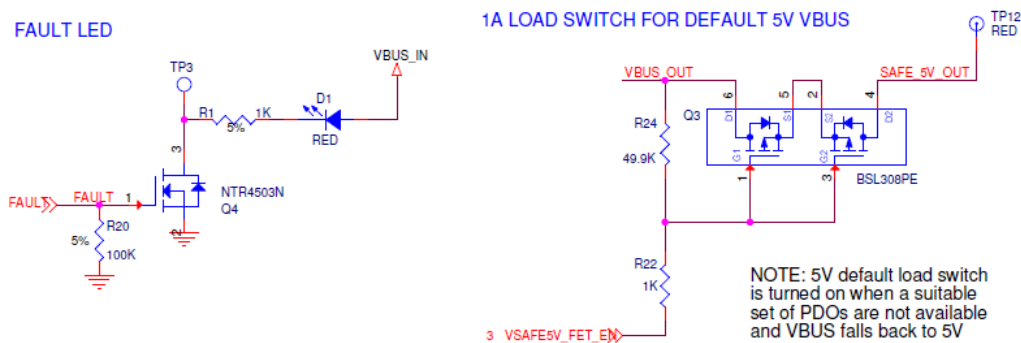 FAULT LED
1A LOAD SWITCH FOR DEFAULT 5V VBUS
TP12
RED
TP3
VBUS_IN
R1
1K
5%
D1
RED
3
NTR4503N
Q4
FAULT
FAULT
1
2
R20
5%
100K
VBUS_OUT
SAFE_5V_OUT
6
5
2
4
Q3
D1
S1
S2
D2
G1
G2
R24
49.9K
1
3
BSL308PE
R22
1K
3 VSAFE5V_FET_EN
NOTE: 5V default load switch
is turned on when a suitable
set of PDOs are not available
and VBUS falls back to 5V